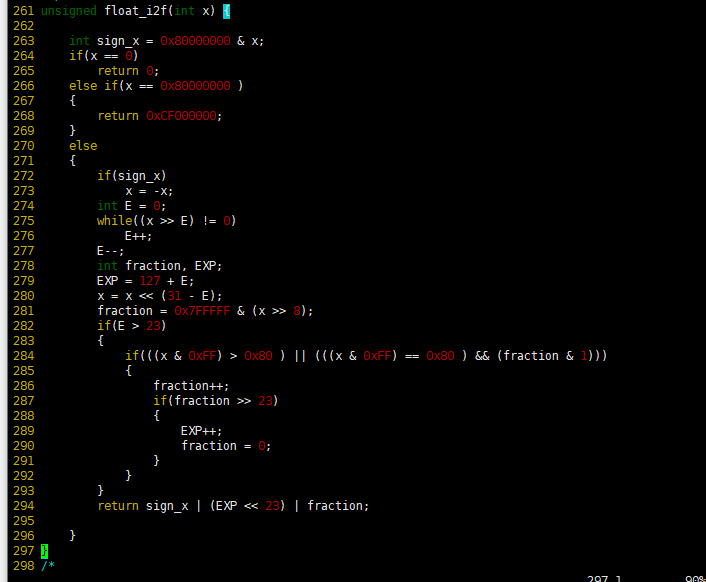 261 unsigned float_i2f(int x) {
262
263     int sign_x = 0x80000000 & x;
264     if(x == 0)
265         return 0;
266     else if(x == 0x80000000 )
267     {
268         return 0xCF000000;
269     }
270     else
271     {
272         if(sign_x)
273             x = -x;
274         int E = 0;
275         while((x >> E) != 0)
276             E++;
277         E--;
278         int fraction, EXP;
279         EXP = 127 + E;
280         x = x << (31 - E);
281         fraction = 0x7FFFFF & (x >> 8);
282         if(E > 23)
283         {
284             if(((x & 0xFF) > 0x80 ) || (((x & 0xFF) == 0x80 ) && (fraction & 1)))
285             {
286                 fraction++;
287                 if(fraction >> 23)
288                 {
289                     EXP++;
290                     fraction = 0;
291                 }
292             }
293         }
294         return sign_x | (EXP << 23) | fraction;
295
296     }
297 }
298 /*
297,1 90%